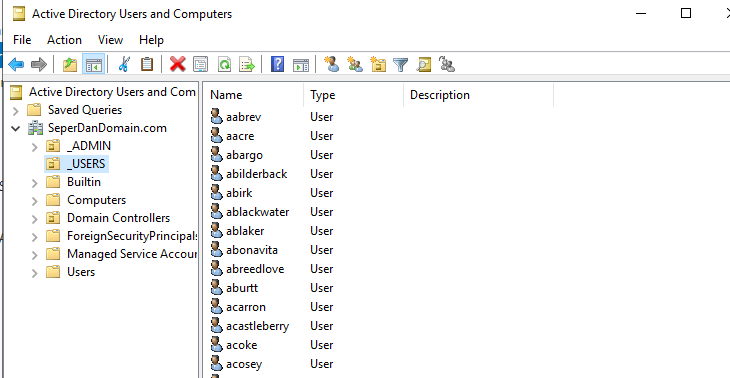 Active Directory Users and Computers
File Action View Help
Active Directory Users and Com
Saved Queries
SeperDanDomain.com
_ADMIN
_USERS
Builtin
Computers
Domain Controllers
ForeignSecurityPrincipals
Managed Service Accour
Users
Name Type Description
aabrev User
aacre User
abargo User
abilderback User
abirk User
ablackwater User
ablaker User
abonavita User
abreedlove User
aburtt User
acarron User
acastleberry User
acoke User
acosey User